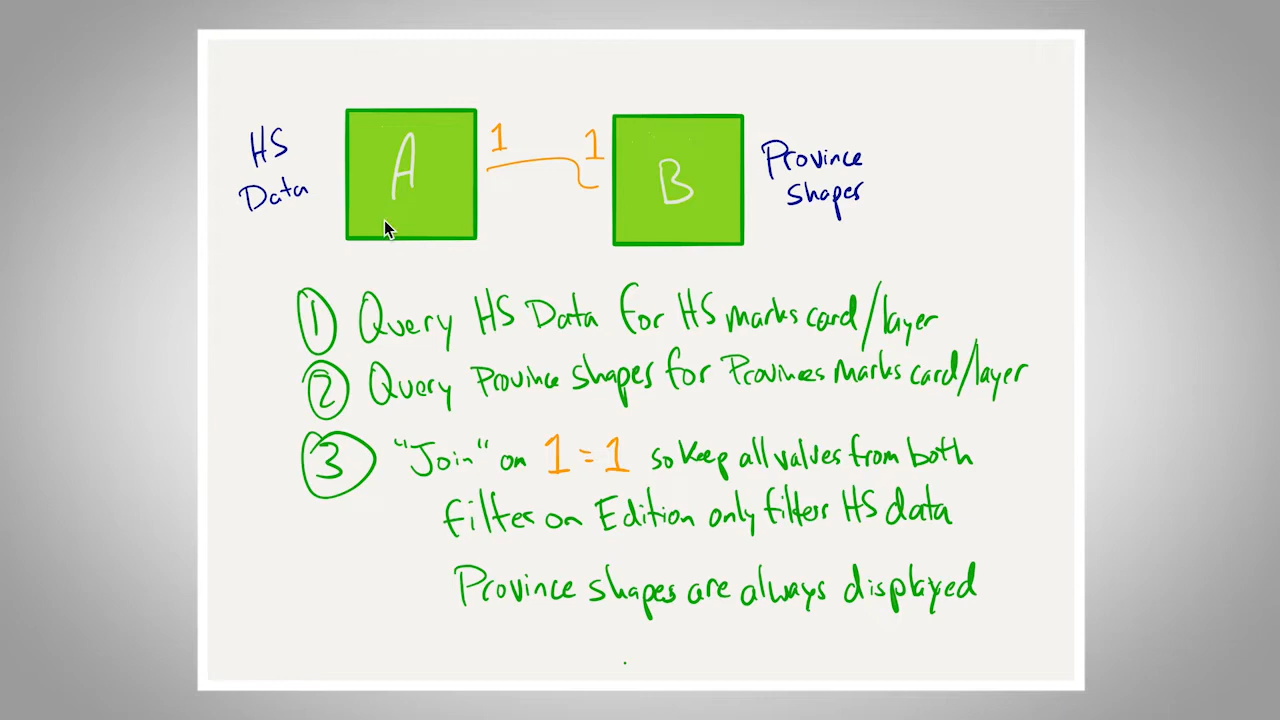 HS
Data
A
1
1
B
Province
shapes
1 Query HS Data for HS marks card/layer
2 Query Province shapes for Provinces marks card/layer
3 "Join" on 1 = 1 so keep all values from both
filter on Edition only filters HS data
Province shapes are always displayed